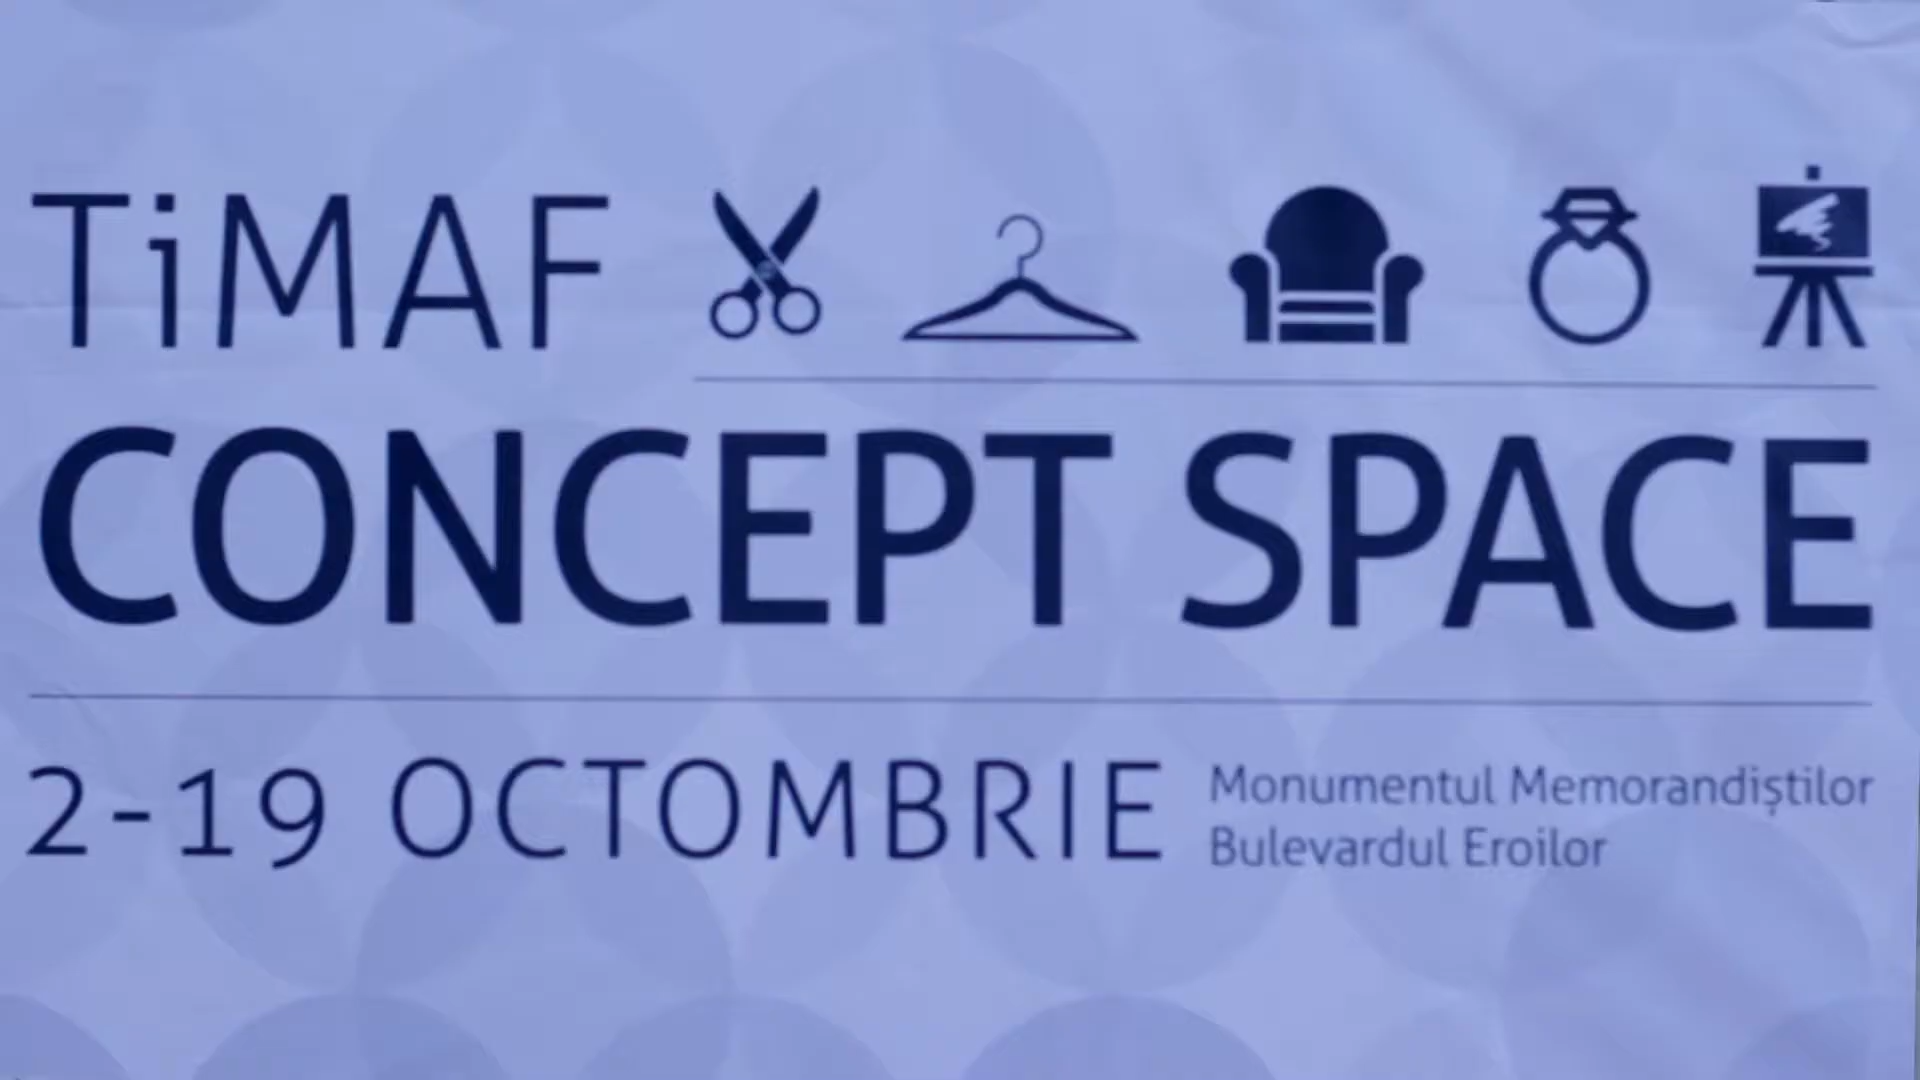 TiMAF
CONCEPT SPACE
2-19 OCTOMBRIE
Monumentul Memorandiștilor
Bulevardul Eroilor